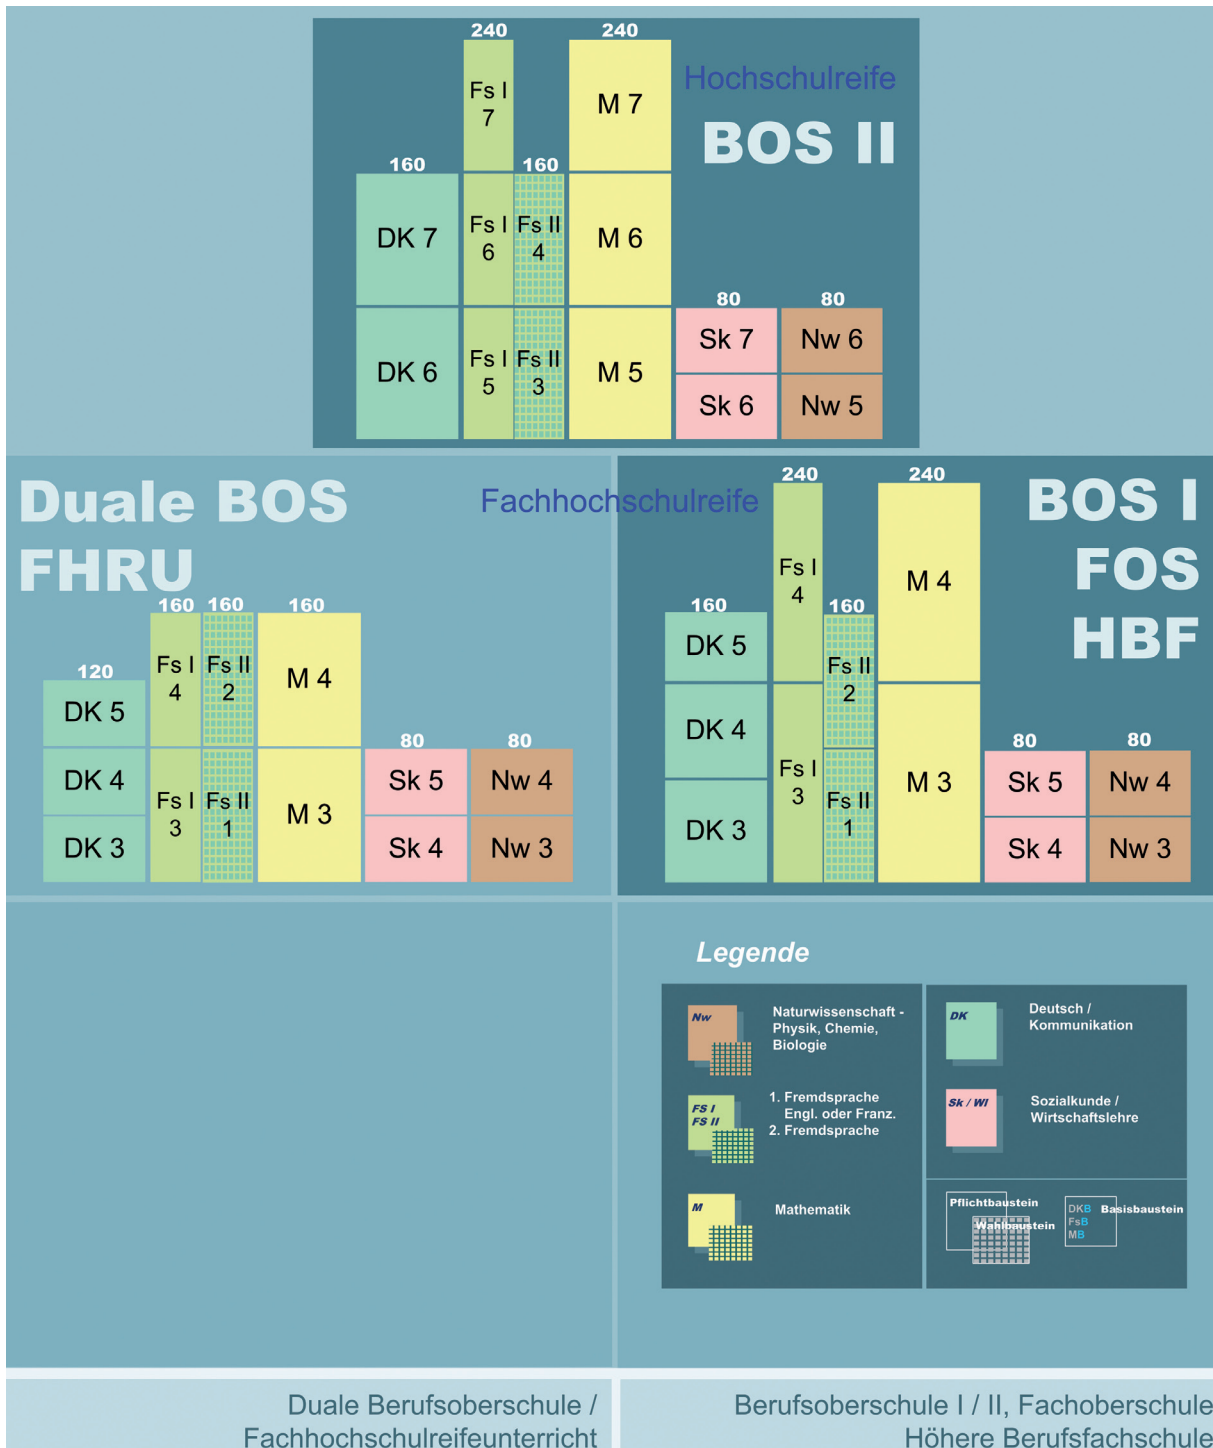 240
240
Hochschulreife
BOS II
Fs I
7
M 7
160
160
DK 7
Fs I
6
Fs II
4
M 6
80
80
Sk 7
Nw 6
DK 6
Fs I
5
Fs II
3
M 5
Sk 6
Nw 5
Duale BOS
FHRU
Fachhochschulreife
160
160
160
120
Fs I
4
Fs II
2
M 4
DK 5
80
80
DK 4
Fs I
3
Fs II
1
M 3
Sk 5
Nw 4
DK 3
Sk 4
Nw 3
240
240
BOS I
FOS
HBF
Fs I
4
M 4
160
160
DK 5
Fs II
2
DK 4
80
80
Fs I
3
M 3
Sk 5
Nw 4
Fs II
1
DK 3
Sk 4
Nw 3
Legende
Nw
Naturwissenschaft -
Physik, Chemie,
Biologie
FS I
FS II
1. Fremdsprache
Engl. oder Franz.
2. Fremdsprache
M
Mathematik
DK
Deutsch /
Kommunikation
Sk / WI
Sozialkunde /
Wirtschaftslehre
Pflichtbaustein
Wahlbaustein
DKB
FsB
MB
Basisbaustein
Duale Berufsoberschule /
Fachhochschulreifeunterricht
Berufsoberschule I / II, Fachoberschule
Höhere Berufsfachschule